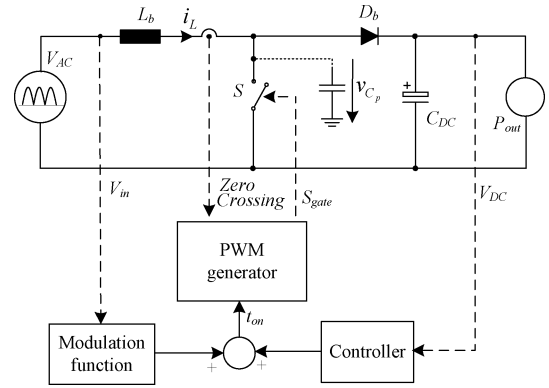 L_b
i_L
D_b
V_AC
S
v_Cp
+
C_DC
P_out
V_in
Zero
Crossing
S_gate
V_DC
PWM
generator
t_on
Modulation
function
+
+
Controller